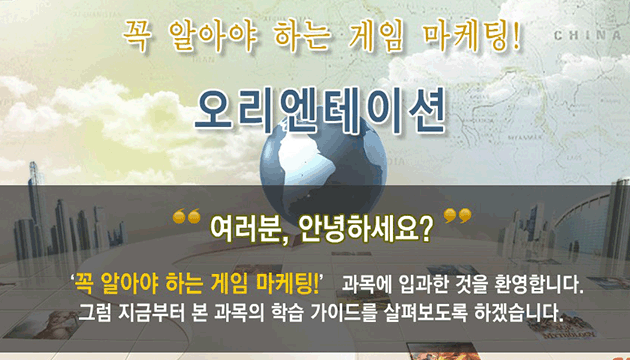 꼭 알아야 하는 게임 마케팅!
CHINA
오리엔테이션
“ 여러분, 안녕하세요? ”
‘꼭 알아야 하는 게임 마케팅!’ 과목에 입과한 것을 환영합니다.
그럼 지금부터 본 과목의 학습 가이드를 살펴보도록 하겠습니다.
MYTHOLOGY